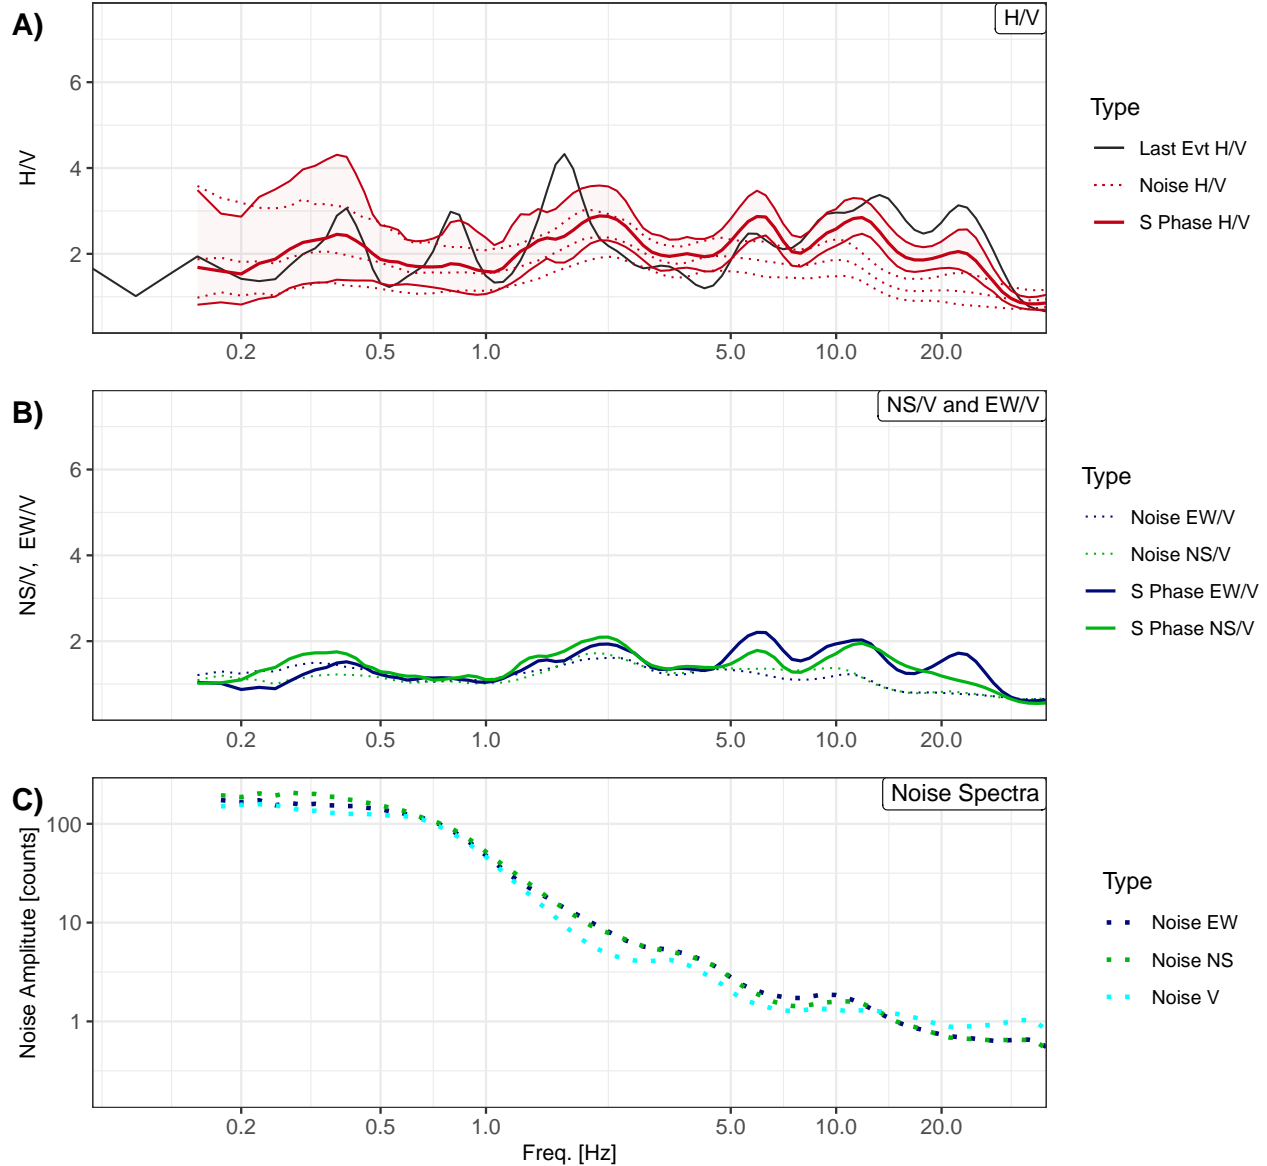 A)
H/V
6
4
2
H/V
0.2 0.5 1.0 5.0 10.0 20.0
Type
Last Evt H/V
Noise H/V
S Phase H/V
B)
NS/V and EW/V
6
4
2
NS/V, EW/V
0.2 0.5 1.0 5.0 10.0 20.0
Type
Noise EW/V
Noise NS/V
S Phase EW/V
S Phase NS/V
C)
Noise Spectra
100
10
1
Noise Amplitute [counts]
0.2 0.5 1.0 5.0 10.0 20.0
Freq. [Hz]
Type
Noise EW
Noise NS
Noise V